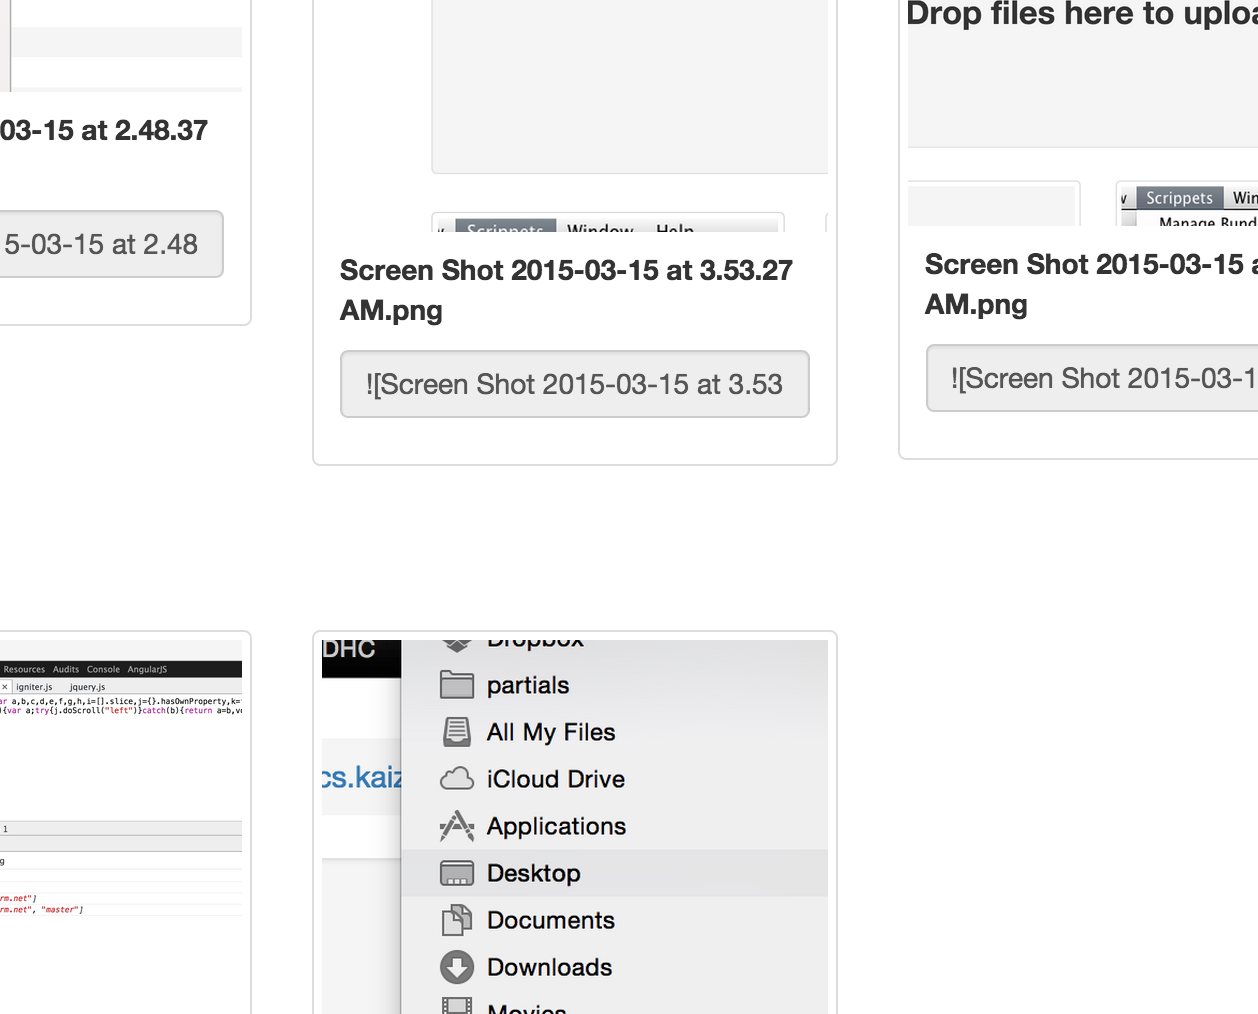 Drop files here to uploa
03-15 at 2.48.37
5-03-15 at 2.48
Scrippets Window Help
Screen Shot 2015-03-15 at 3.53.27
AM.png
![Screen Shot 2015-03-15 at 3.53
Scrippets Win
Manage Bund
Screen Shot 2015-03-15 a
AM.png
![Screen Shot 2015-03-1
Resources Audits Console AngularJS
× igniter.js jquery.js
ar a,b,c,d,e,f,g,h,i=[].slice,j={}.hasOwnProperty,k=
){var a;try{j.doScroll("left")}catch(b){return a=b,v
1
g
rm.net"]
rm.net", "master"]
DHC
cs.kaiz
Dropbox
partials
All My Files
iCloud Drive
Applications
Desktop
Documents
Downloads
Movies